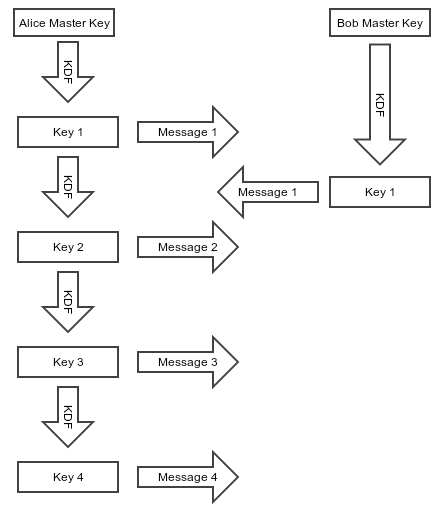 Alice Master Key
Bob Master Key
KDF
KDF
Key 1
Message 1
Message 1
Key 1
KDF
Key 2
Message 2
KDF
Key 3
Message 3
KDF
Key 4
Message 4